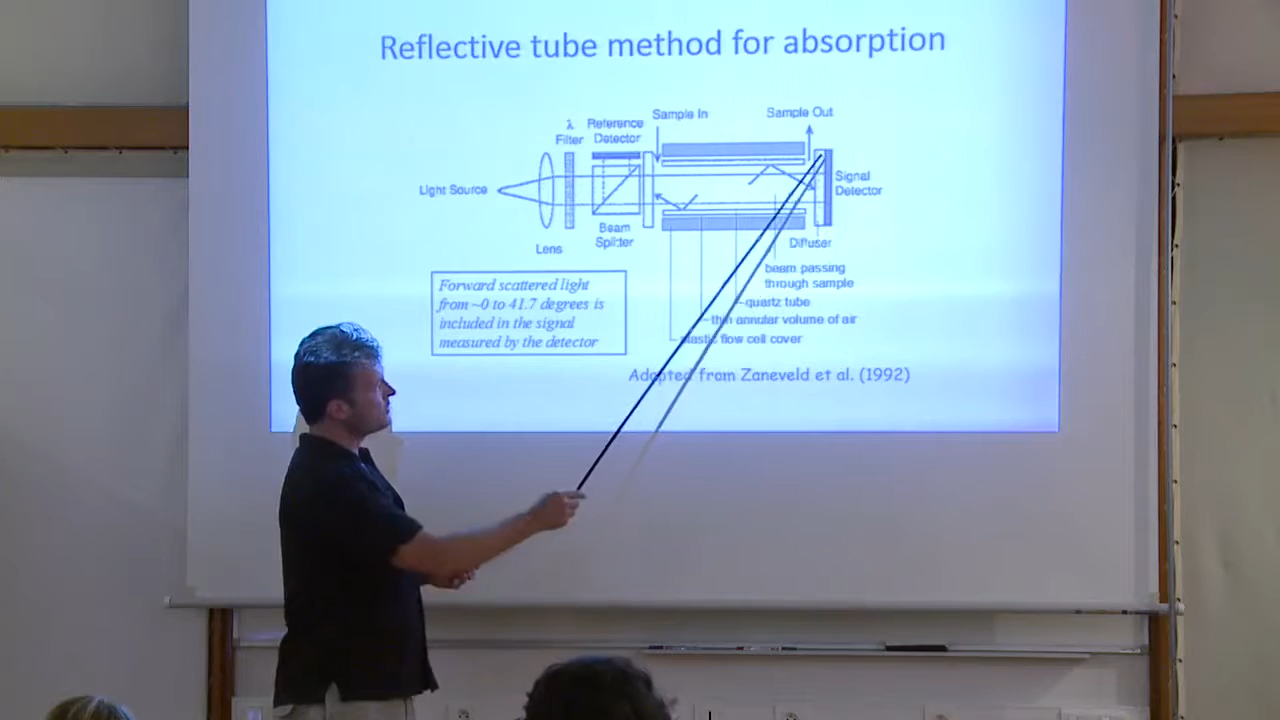 Reflective tube method for absorption
Sample In
Sample Out
λ
Filter
Reference
Detector
Light Source
Signal
Detector
Lens
Beam
Splitter
Diffuser
beam passing
through sample
quartz tube
thin annular volume of air
plastic flow cell cover
Forward scattered light
from ~0 to 41.7 degrees is
included in the signal
measured by the detector
Adapted from Zaneveld et al. (1992)